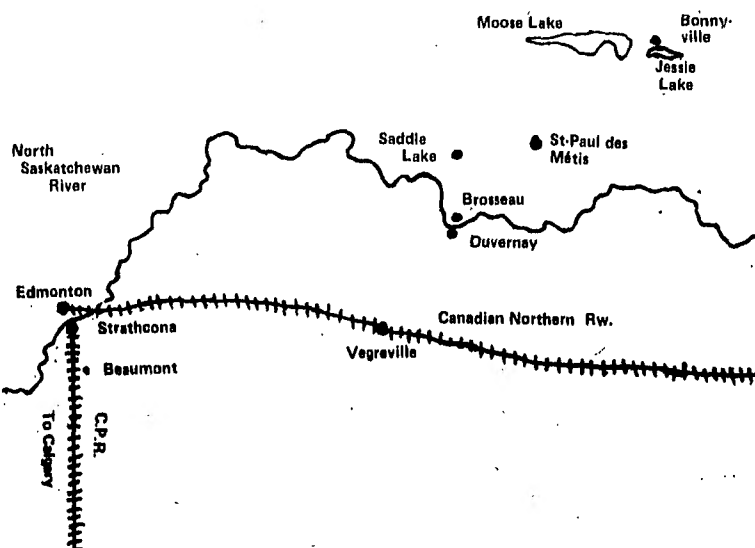 Moose Lake
Bonny-
ville
Jessie
Lake
North
Saskatchewan
River
Saddle
Lake
St-Paul des
Métis
Brosseau
Duvernay
Edmonton
Strathcona
Canadian Northern Rw.
Vegreville
Beaumont
To Calgary
C.P.R.